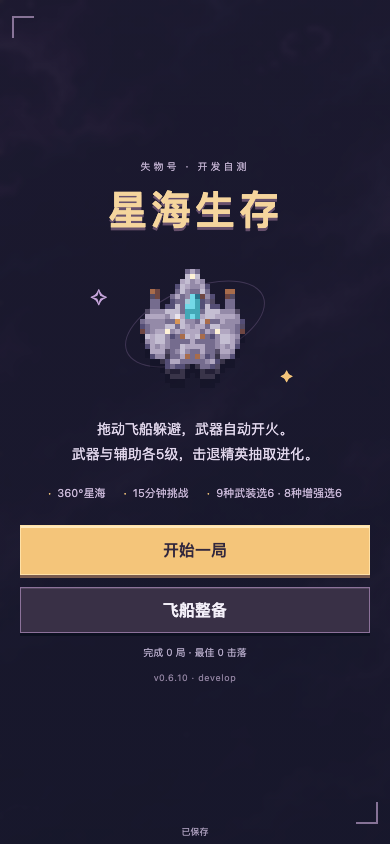 失物号 · 开发自测
星海生存
拖动飞船躲避，武器自动开火。
武器与辅助各5级，击退精英抽取进化。
· 360°星海 · 15分钟挑战 · 9种武装选6 · 8种增强选6
开始一局
飞船整备
完成 0 局 · 最佳 0 击落
v0.6.10 · develop
已保存